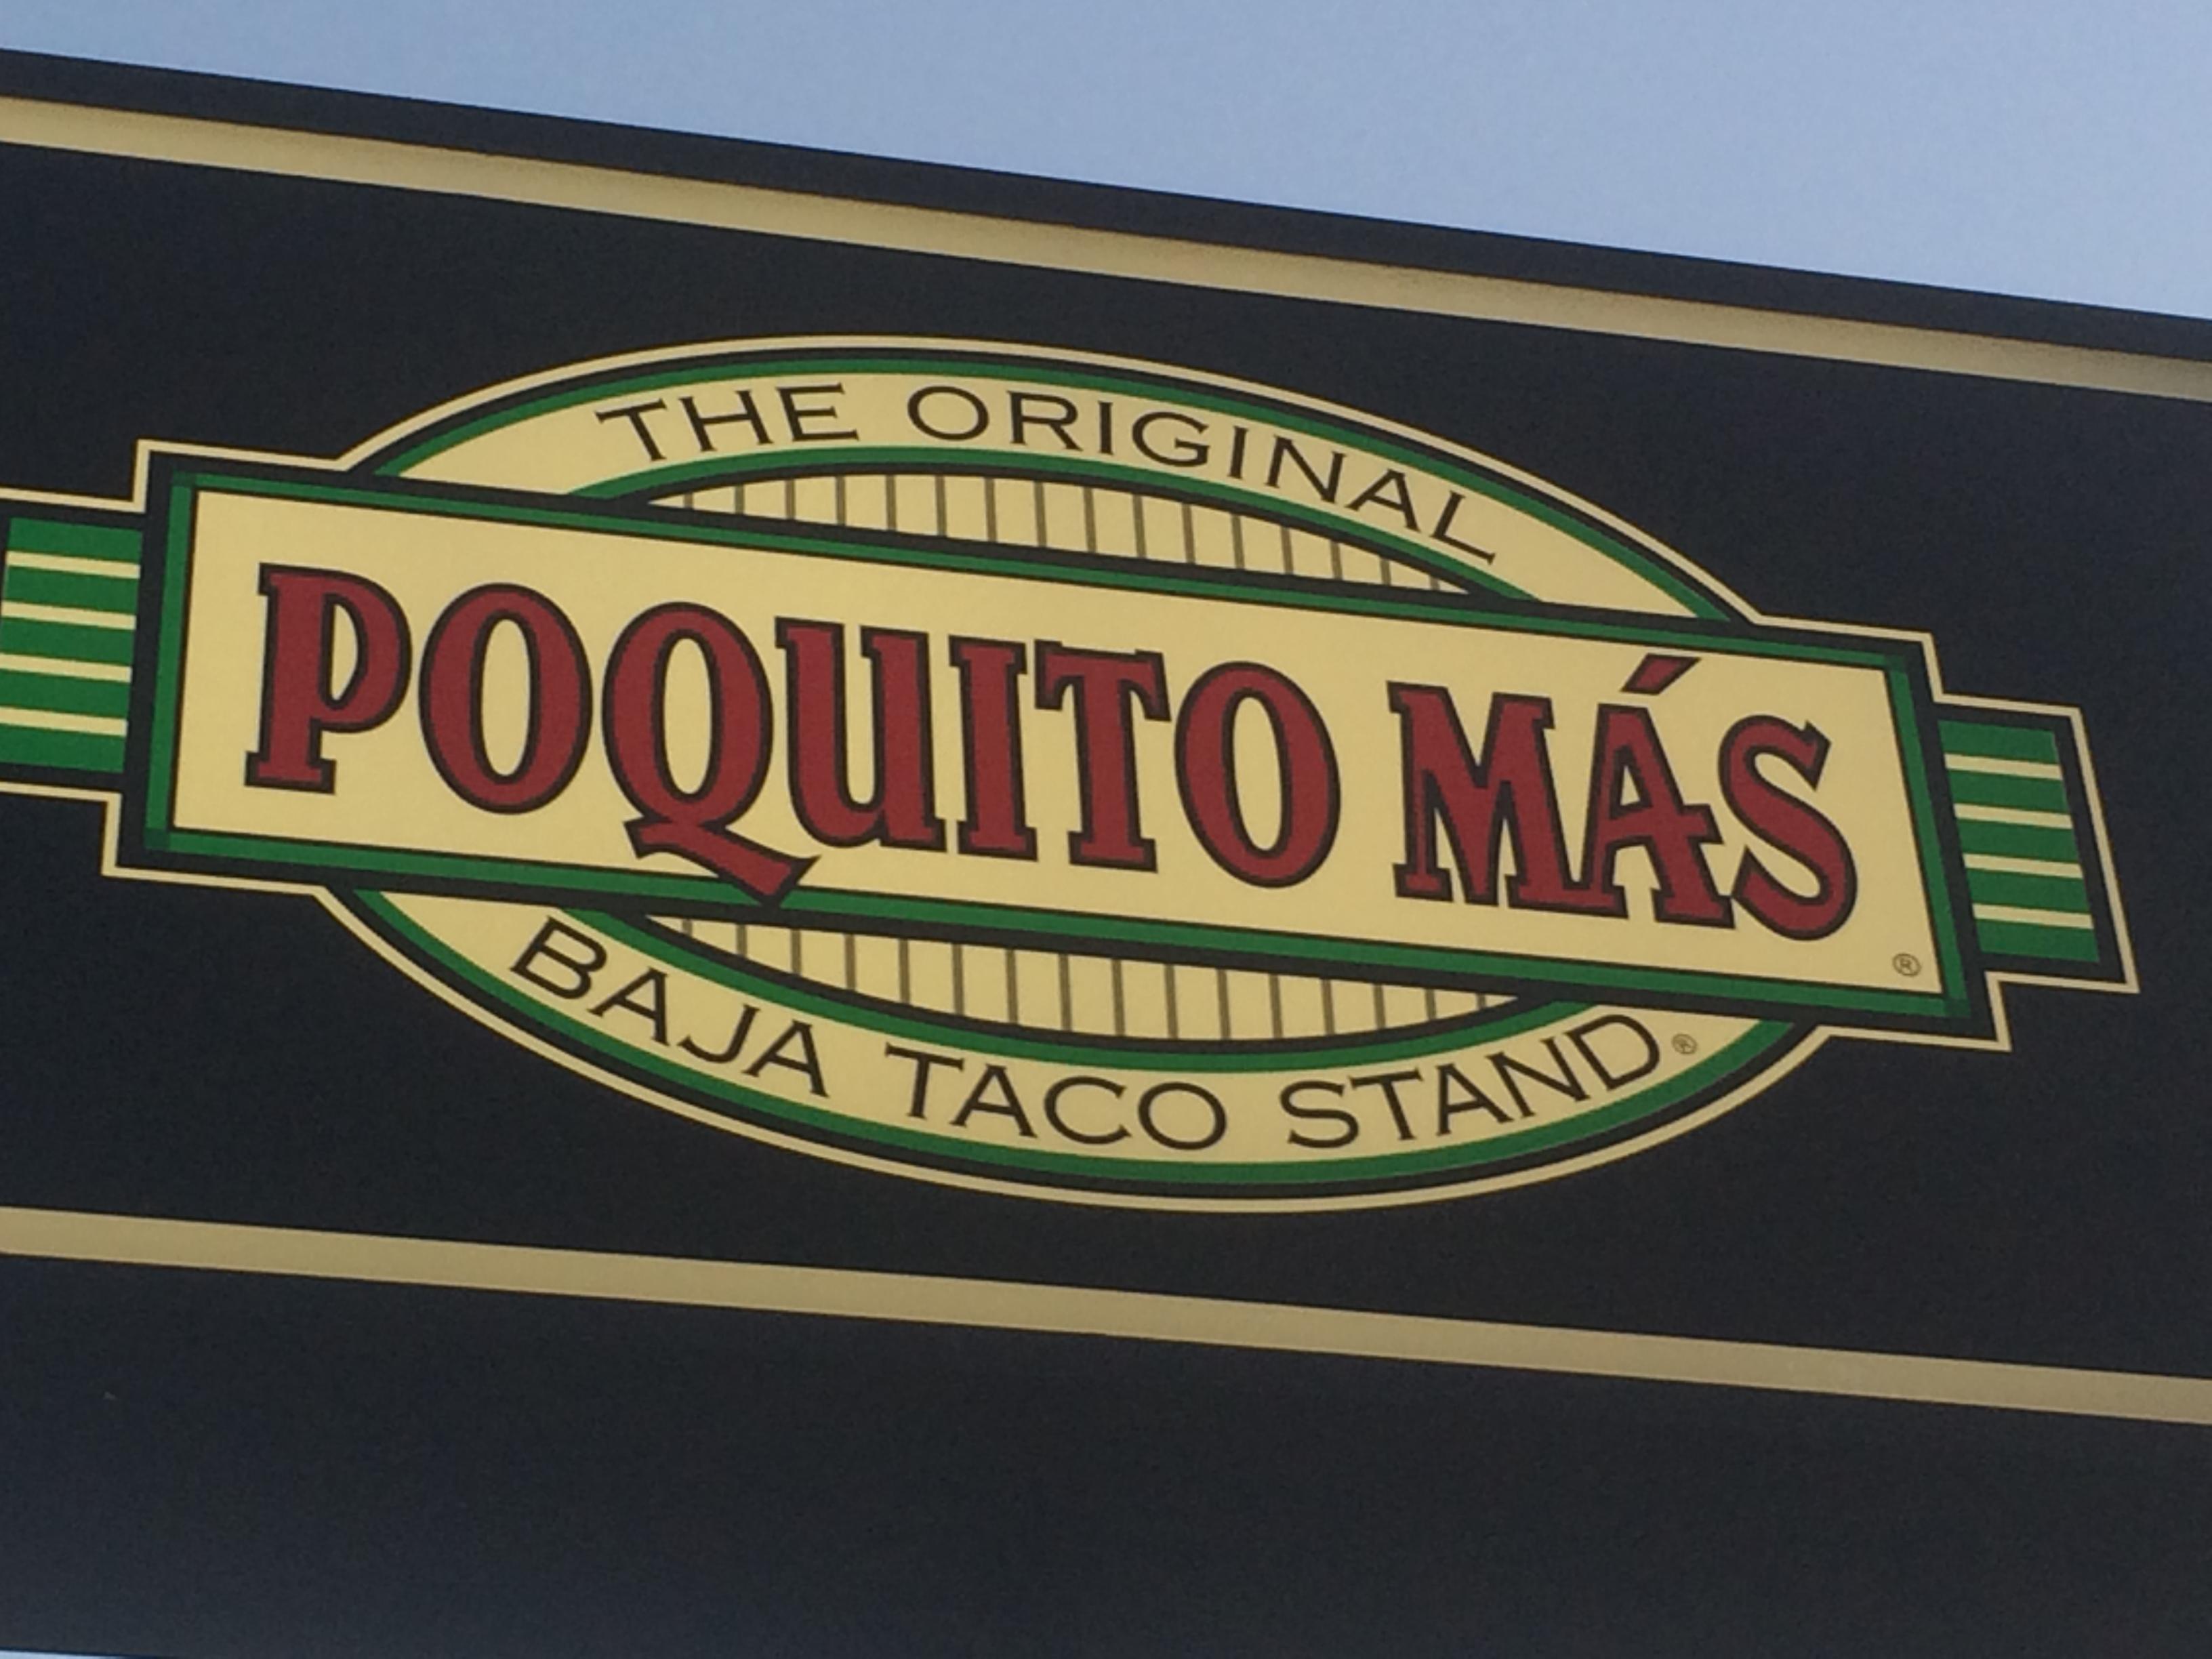 THE ORIGINAL
POQUITO MÁS®
BAJA TACO STAND®